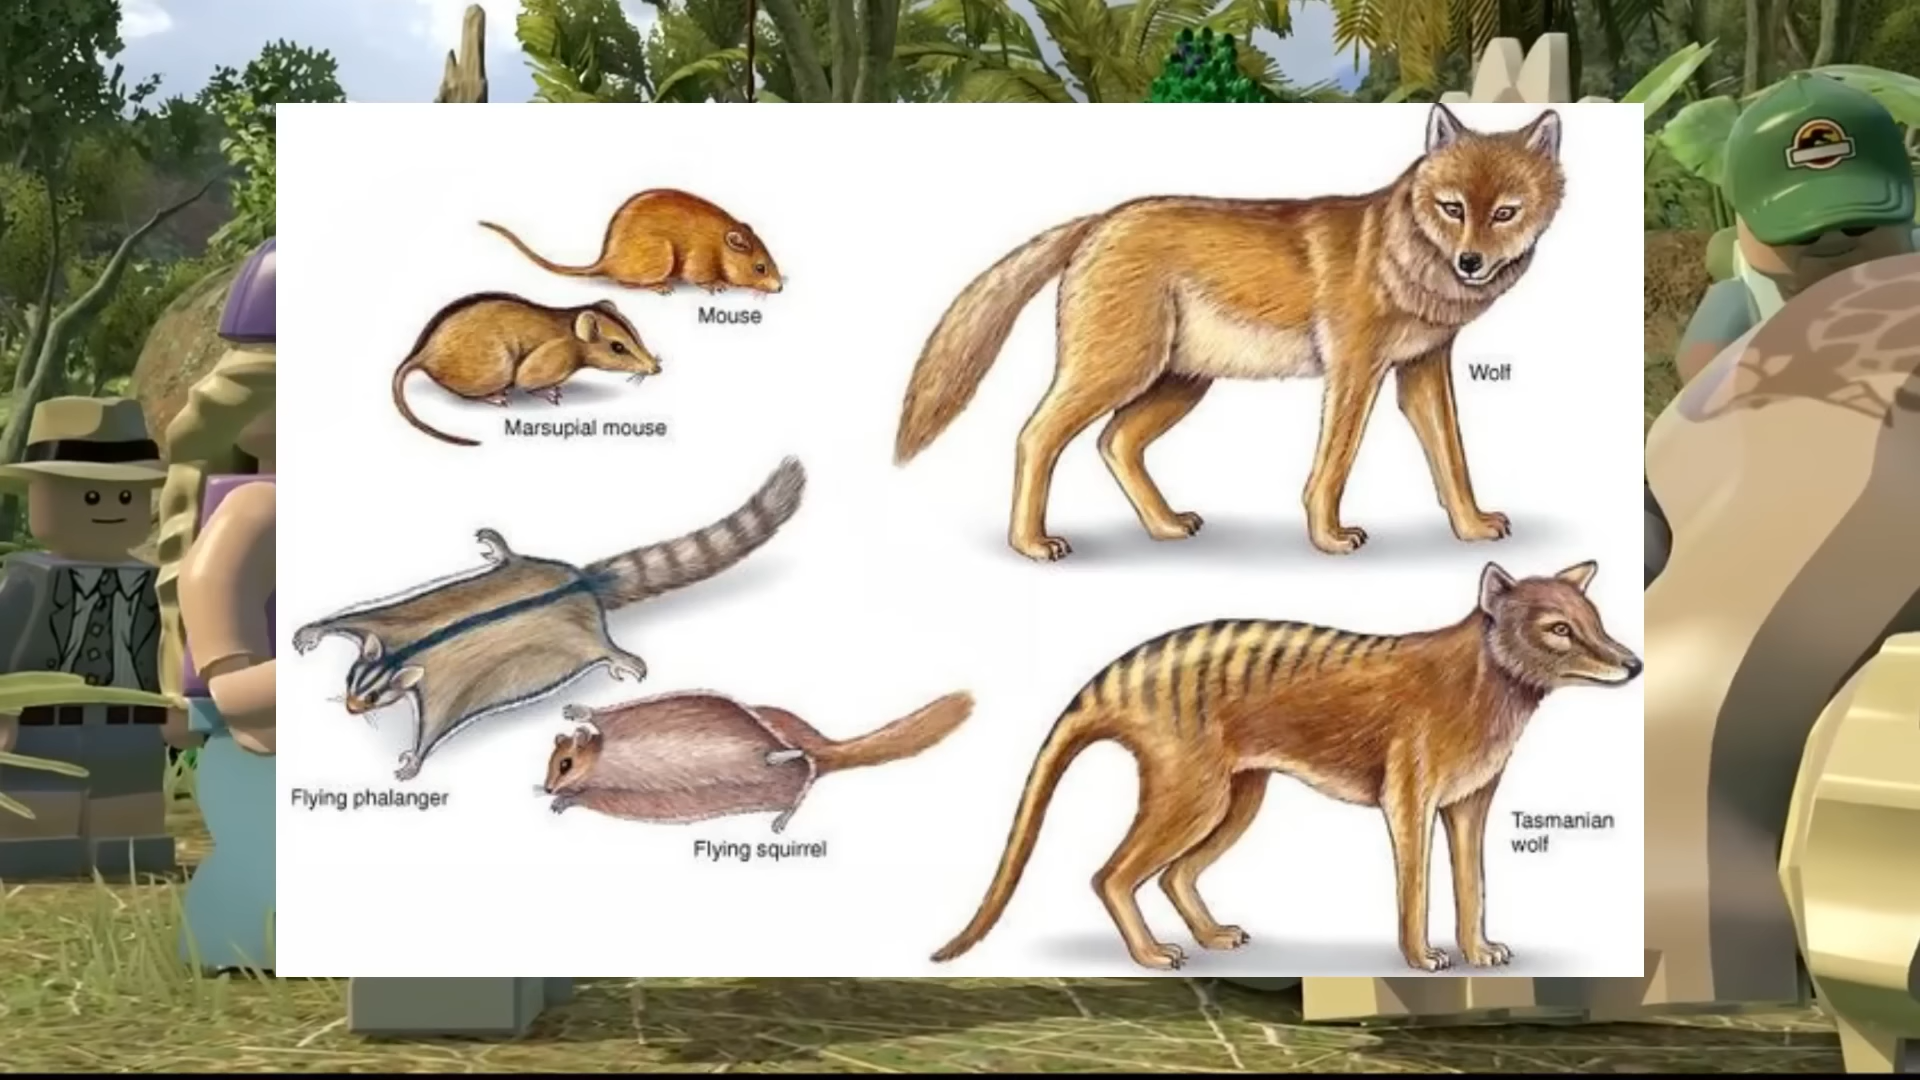 Mouse
Marsupial mouse
Wolf
Flying phalanger
Flying squirrel
Tasmanian
wolf